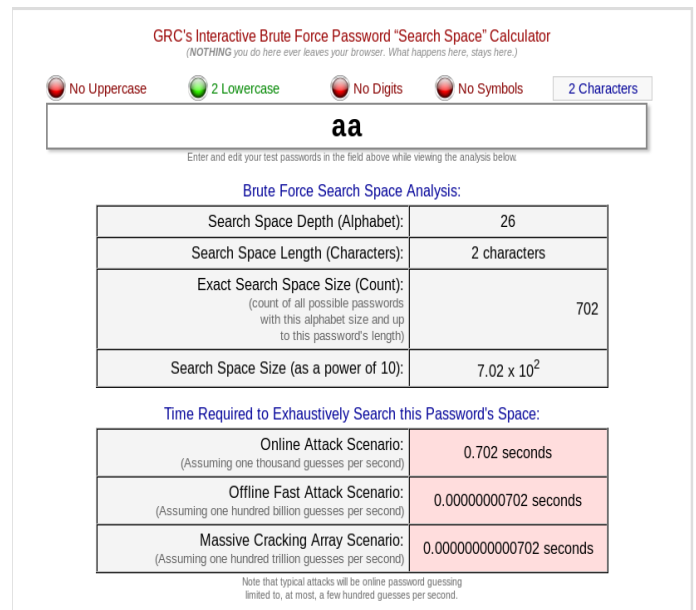 GRC's Interactive Brute Force Password “Search Space” Calculator
(NOTHING you do here ever leaves your browser. What happens here, stays here.)
No Uppercase 2 Lowercase No Digits No Symbols 2 Characters
aa
Enter and edit your test passwords in the field above while viewing the analysis below.
Brute Force Search Space Analysis:
Search Space Depth (Alphabet): 26
Search Space Length (Characters): 2 characters
Exact Search Space Size (Count):
(count of all possible passwords
with this alphabet size and up
to this password's length)
702
Search Space Size (as a power of 10): 7.02 x 10^2
Time Required to Exhaustively Search this Password's Space:
Online Attack Scenario:
(Assuming one thousand guesses per second)
0.702 seconds
Offline Fast Attack Scenario:
(Assuming one hundred billion guesses per second)
0.00000000702 seconds
Massive Cracking Array Scenario:
(Assuming one hundred trillion guesses per second)
0.00000000000702 seconds
Note that typical attacks will be online password guessing
limited to, at most, a few hundred guesses per second.